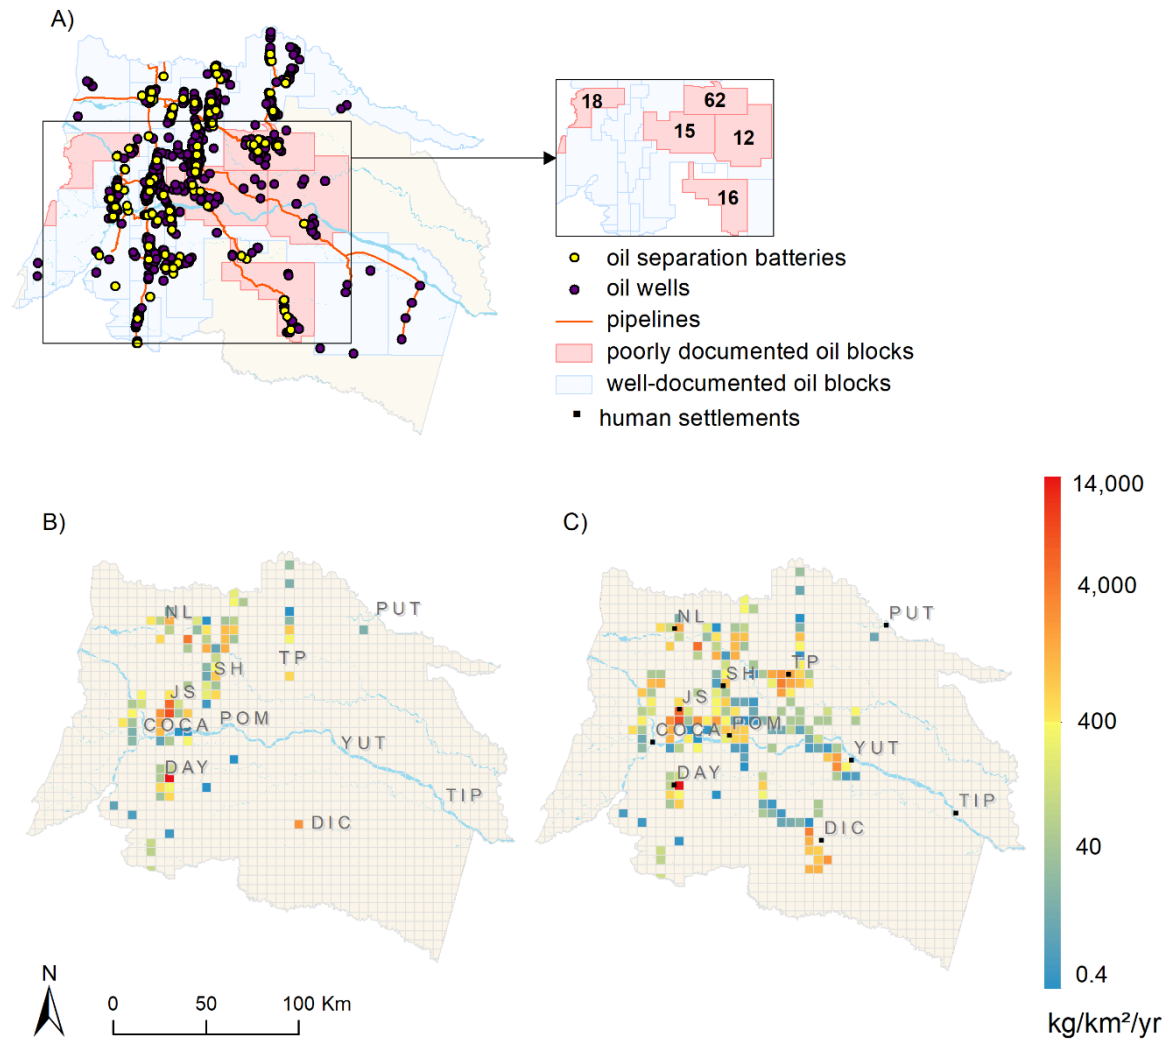 A)
18
62
15
12
16
oil separation batteries
oil wells
pipelines
poorly documented oil blocks
well-documented oil blocks
human settlements
B)
C)
14,000
4,000
400
40
0.4
kg/km²/yr
NL
PUT
SH
TP
JS
COCA
POM
YUT
DAY
TIP
DIC
NL
PUT
SH
TP
JS
COCA
POM
YUT
DAY
TIP
DIC
N
0 50 100 Km